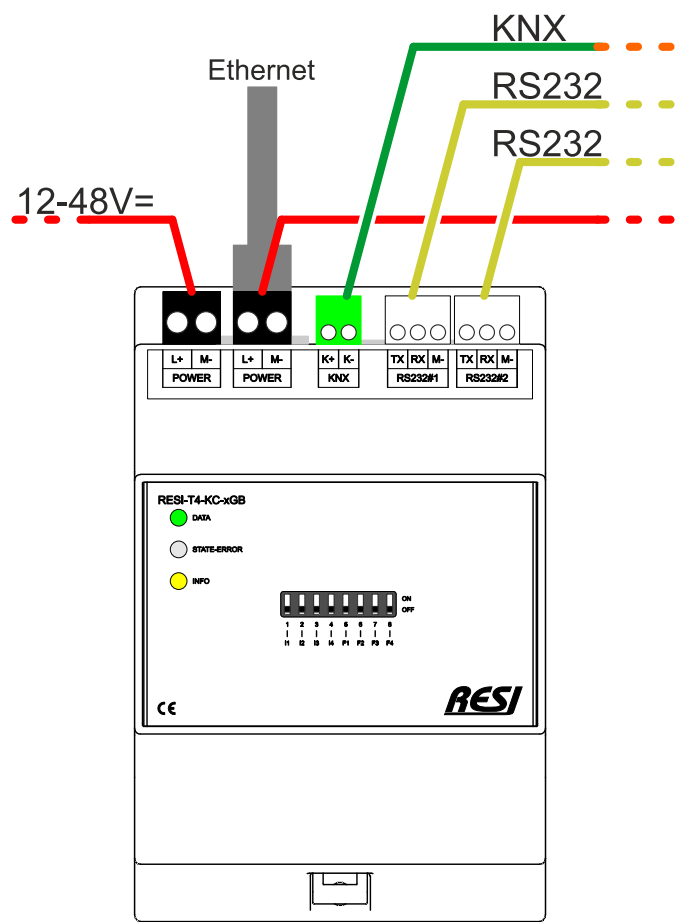 KNX
Ethernet
RS232
RS232
12-48V=
L+ M- L+ M- K+ K- TX RX M- TX RX M-
POWER POWER KNX RS232#1 RS232#2
RESI-T4-KC-xGB
DATA
STATE-ERROR
INFO
ON
OFF
1 2 3 4 5 6 7 8
I1 I2 I3 I4 F1 F2 F3 F4
CE RESI